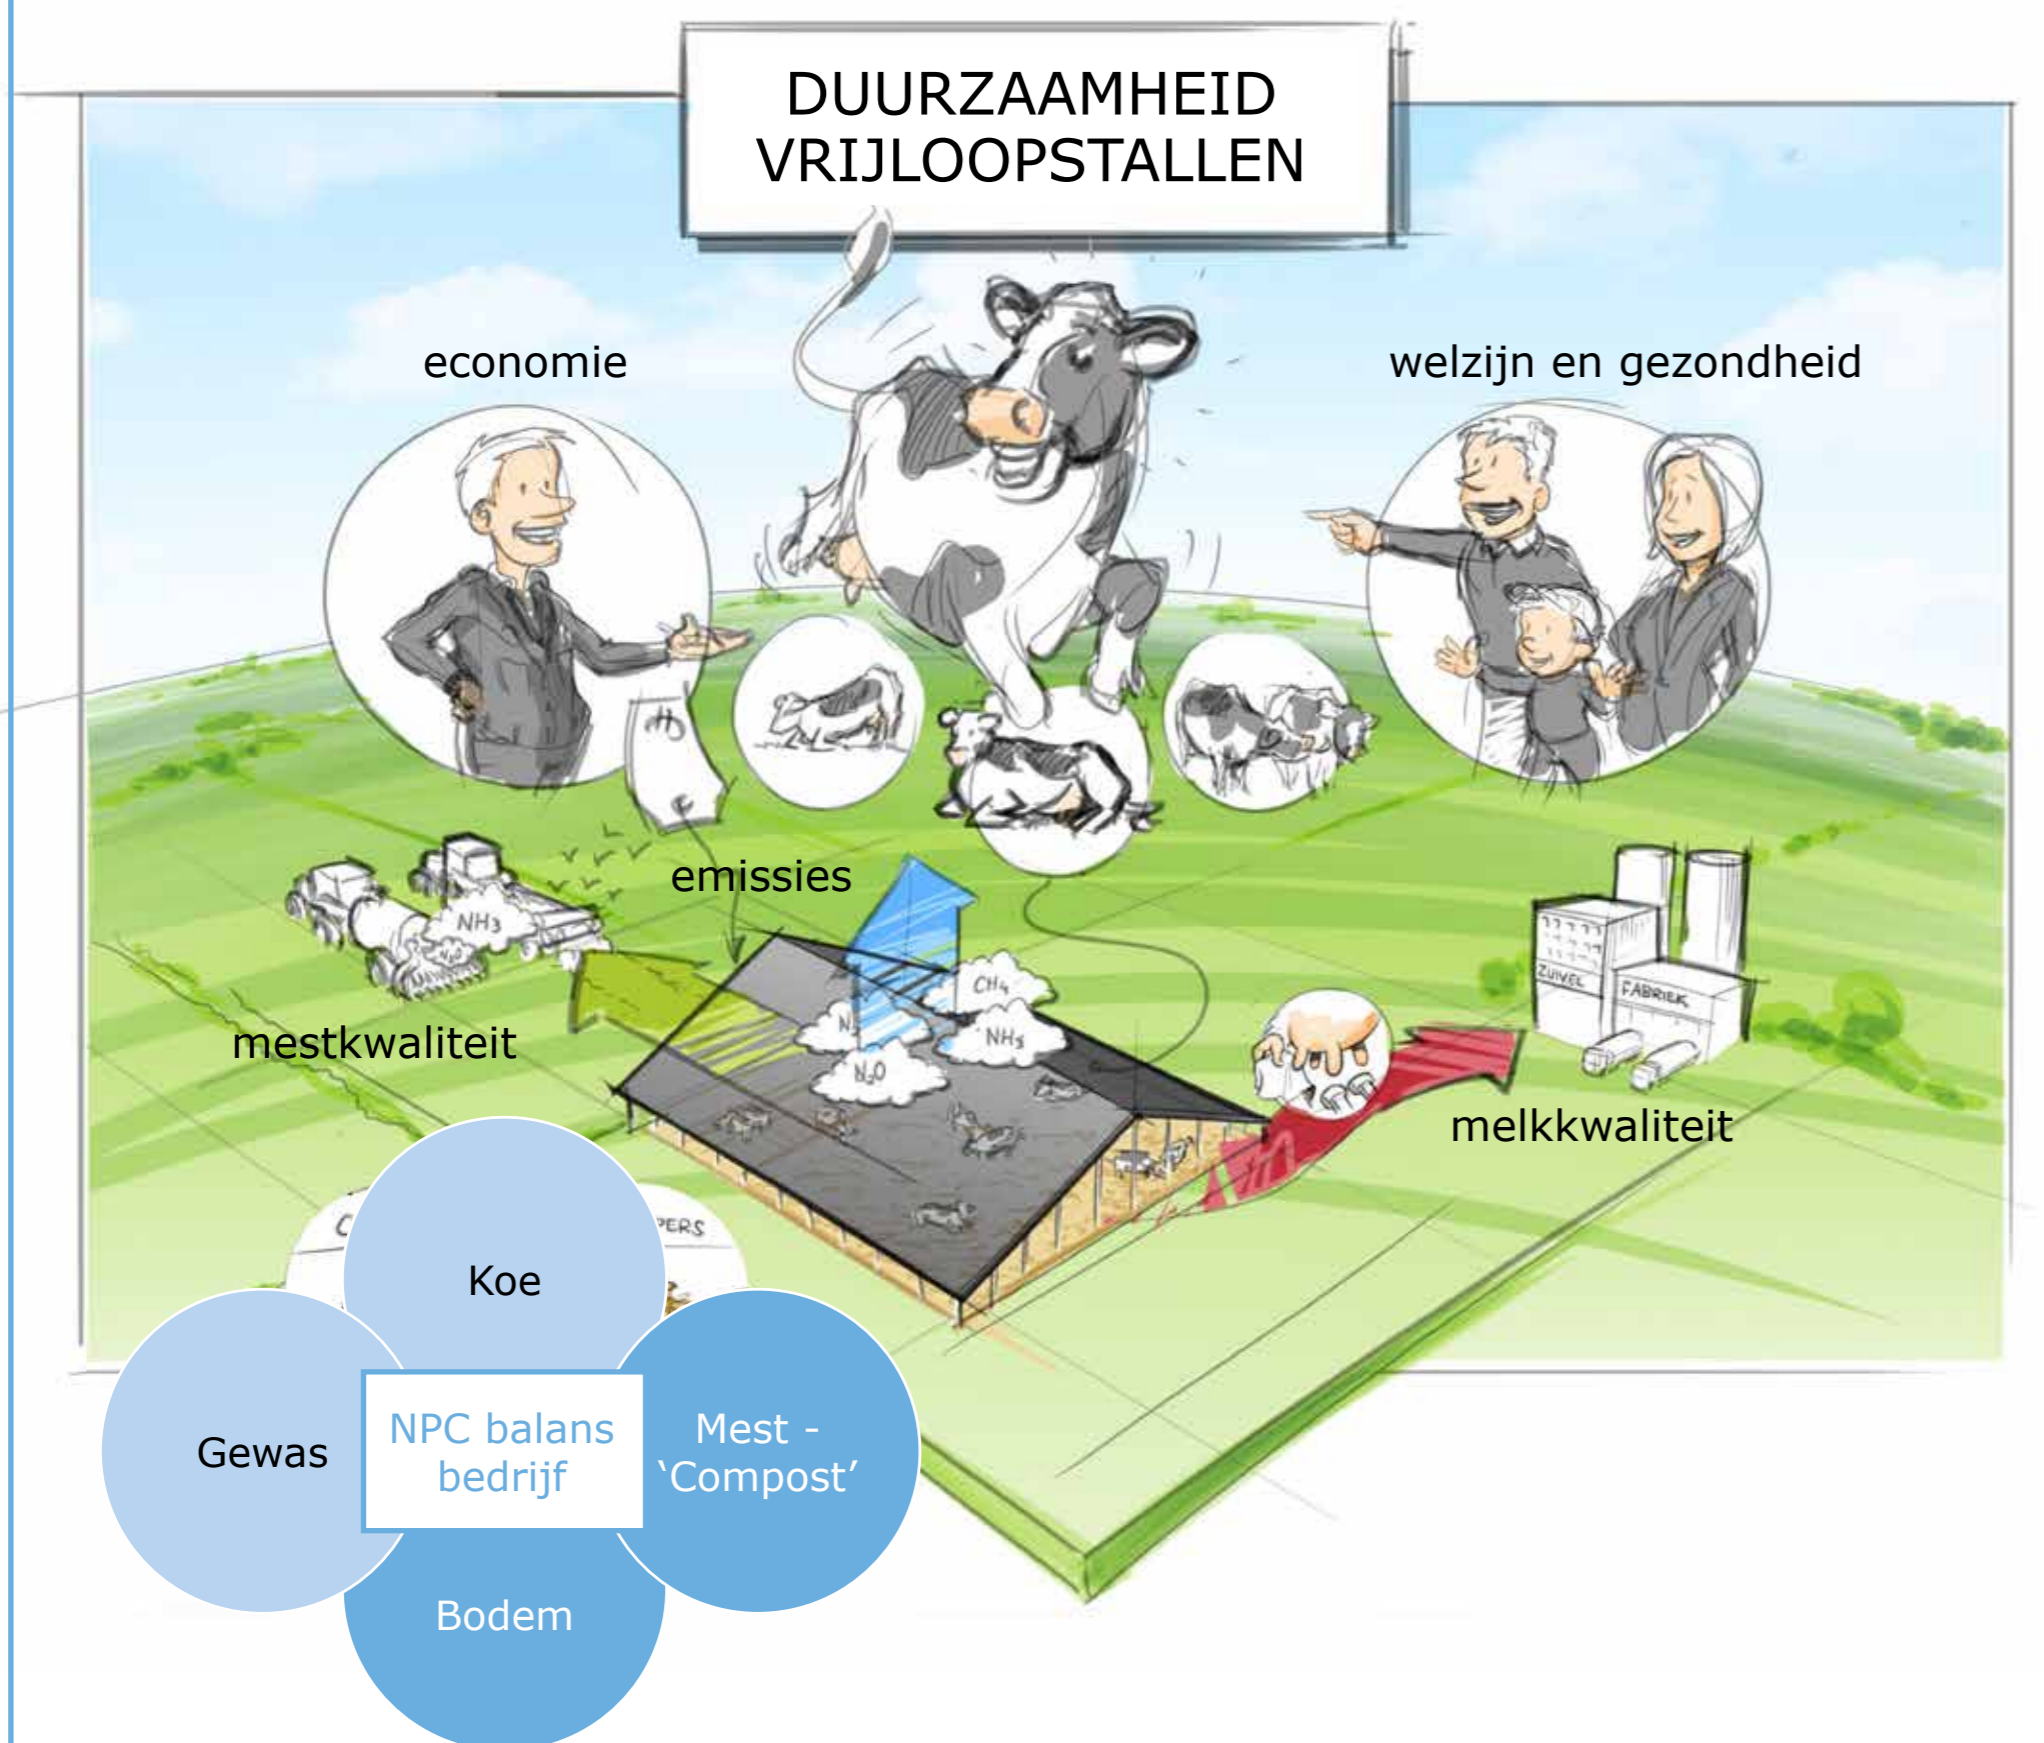 DUURZAAMHEID
VRIJLOOPSTALLEN
economie
welzijn en gezondheid
emissies
NH3
N2O
CH4
NH3
N2O
ZUIVEL
FABRIEK
mestkwaliteit
melkkwaliteit
Koe
Gewas
NPC balans
bedrijf
Mest -
‘Compost’
Bodem